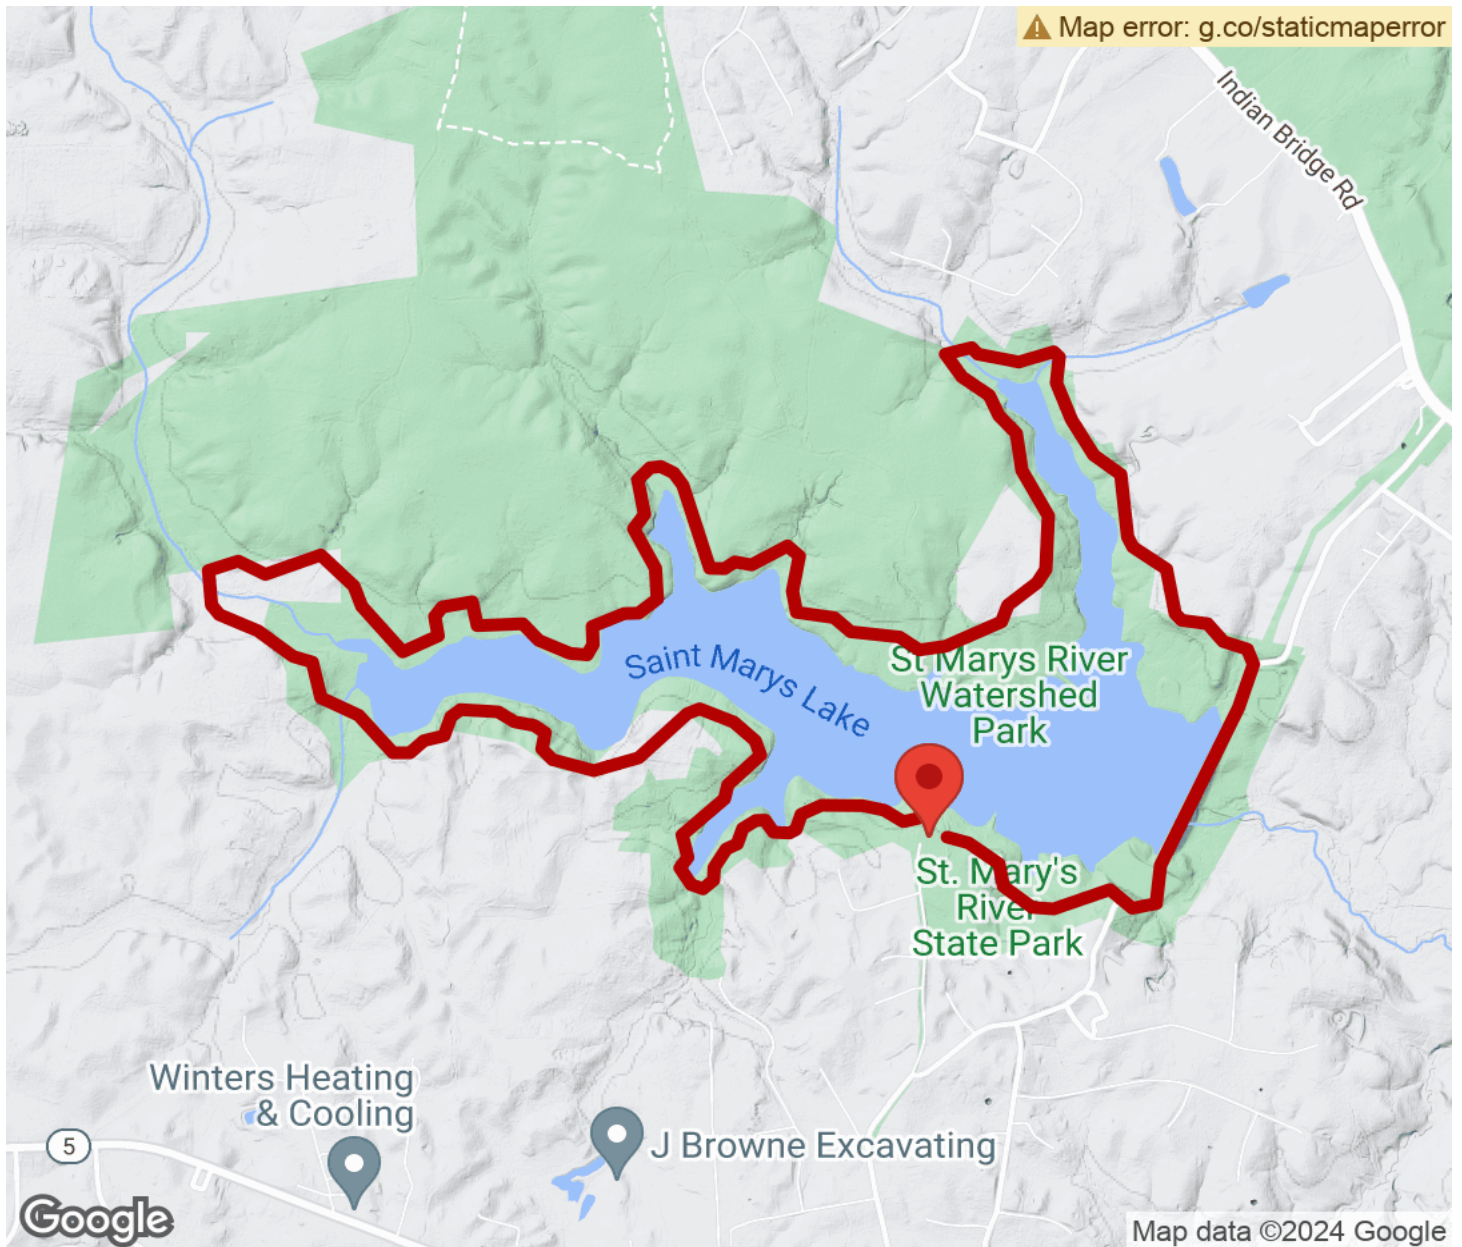 Map error: g.co/staticmaperror
Indian Bridge Rd
Saint Marys Lake
St Marys River
Watershed
Park
St. Mary's
River
State Park
Winters Heating
& Cooling
5
J Browne Excavating
Google
Map data ©2024 Google